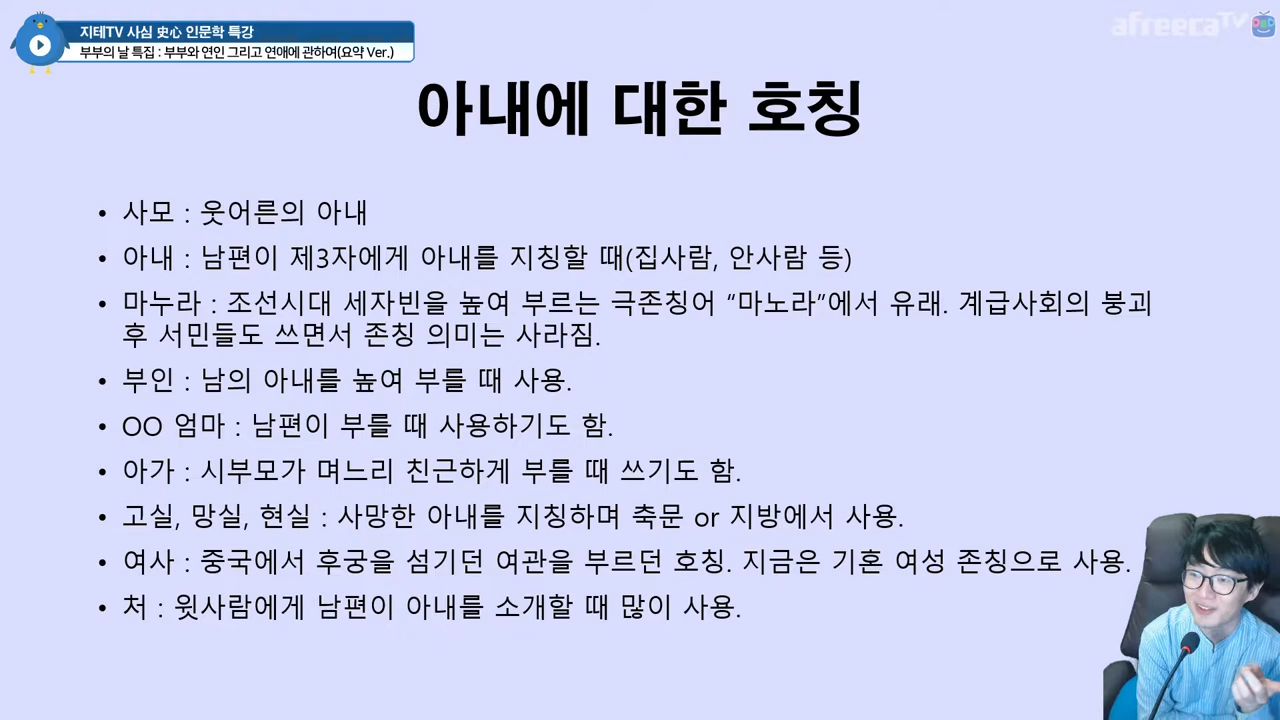 지테TV 사심 史心 인문학 특강
부부의 날 특집 : 부부와 연인 그리고 연애에 관하여(요약 Ver.)
afreecaTV
아내에 대한 호칭
• 사모 : 웃어른의 아내
• 아내 : 남편이 제3자에게 아내를 지칭할 때(집사람, 안사람 등)
• 마누라 : 조선시대 세자빈을 높여 부르는 극존칭어 “마노라”에서 유래. 계급사회의 붕괴
후 서민들도 쓰면서 존칭 의미는 사라짐.
• 부인 : 남의 아내를 높여 부를 때 사용.
• OO 엄마 : 남편이 부를 때 사용하기도 함.
• 아가 : 시부모가 며느리 친근하게 부를 때 쓰기도 함.
• 고실, 망실, 현실 : 사망한 아내를 지칭하며 축문 or 지방에서 사용.
• 여사 : 중국에서 후궁을 섬기던 여관을 부르던 호칭. 지금은 기혼 여성 존칭으로 사용.
• 처 : 윗사람에게 남편이 아내를 소개할 때 많이 사용.